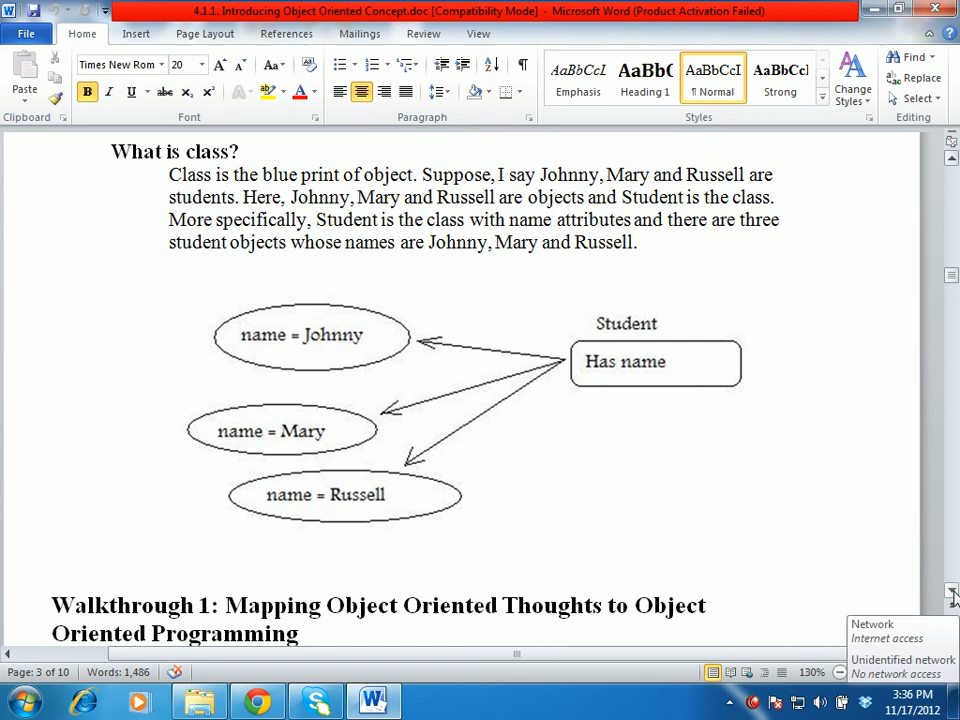 4.1.1. Introducing Object Oriented Concept.doc [Compatibility Mode] - Microsoft Word (Product Activation Failed)
File Home Insert Page Layout References Mailings Review View
Paste
Clipboard
Times New Rom 20 Aa
B I U abc x₂ x² A A
Font
Paragraph
AaBbCcI AaBbC AaBbCcI AaBbCcI
Emphasis Heading 1 ¶ Normal Strong
Change Styles
Styles
Find
Replace
Select
Editing
What is class?
Class is the blue print of object. Suppose, I say Johnny, Mary and Russell are
students. Here, Johnny, Mary and Russell are objects and Student is the class.
More specifically, Student is the class with name attributes and there are three
student objects whose names are Johnny, Mary and Russell.
Student
name = Johnny
Has name
name = Mary
name = Russell
Walkthrough 1: Mapping Object Oriented Thoughts to Object
Oriented Programming
Network
Internet access
Unidentified network
No network access
Page: 3 of 10 Words: 1,486 130%
3:36 PM
11/17/2012